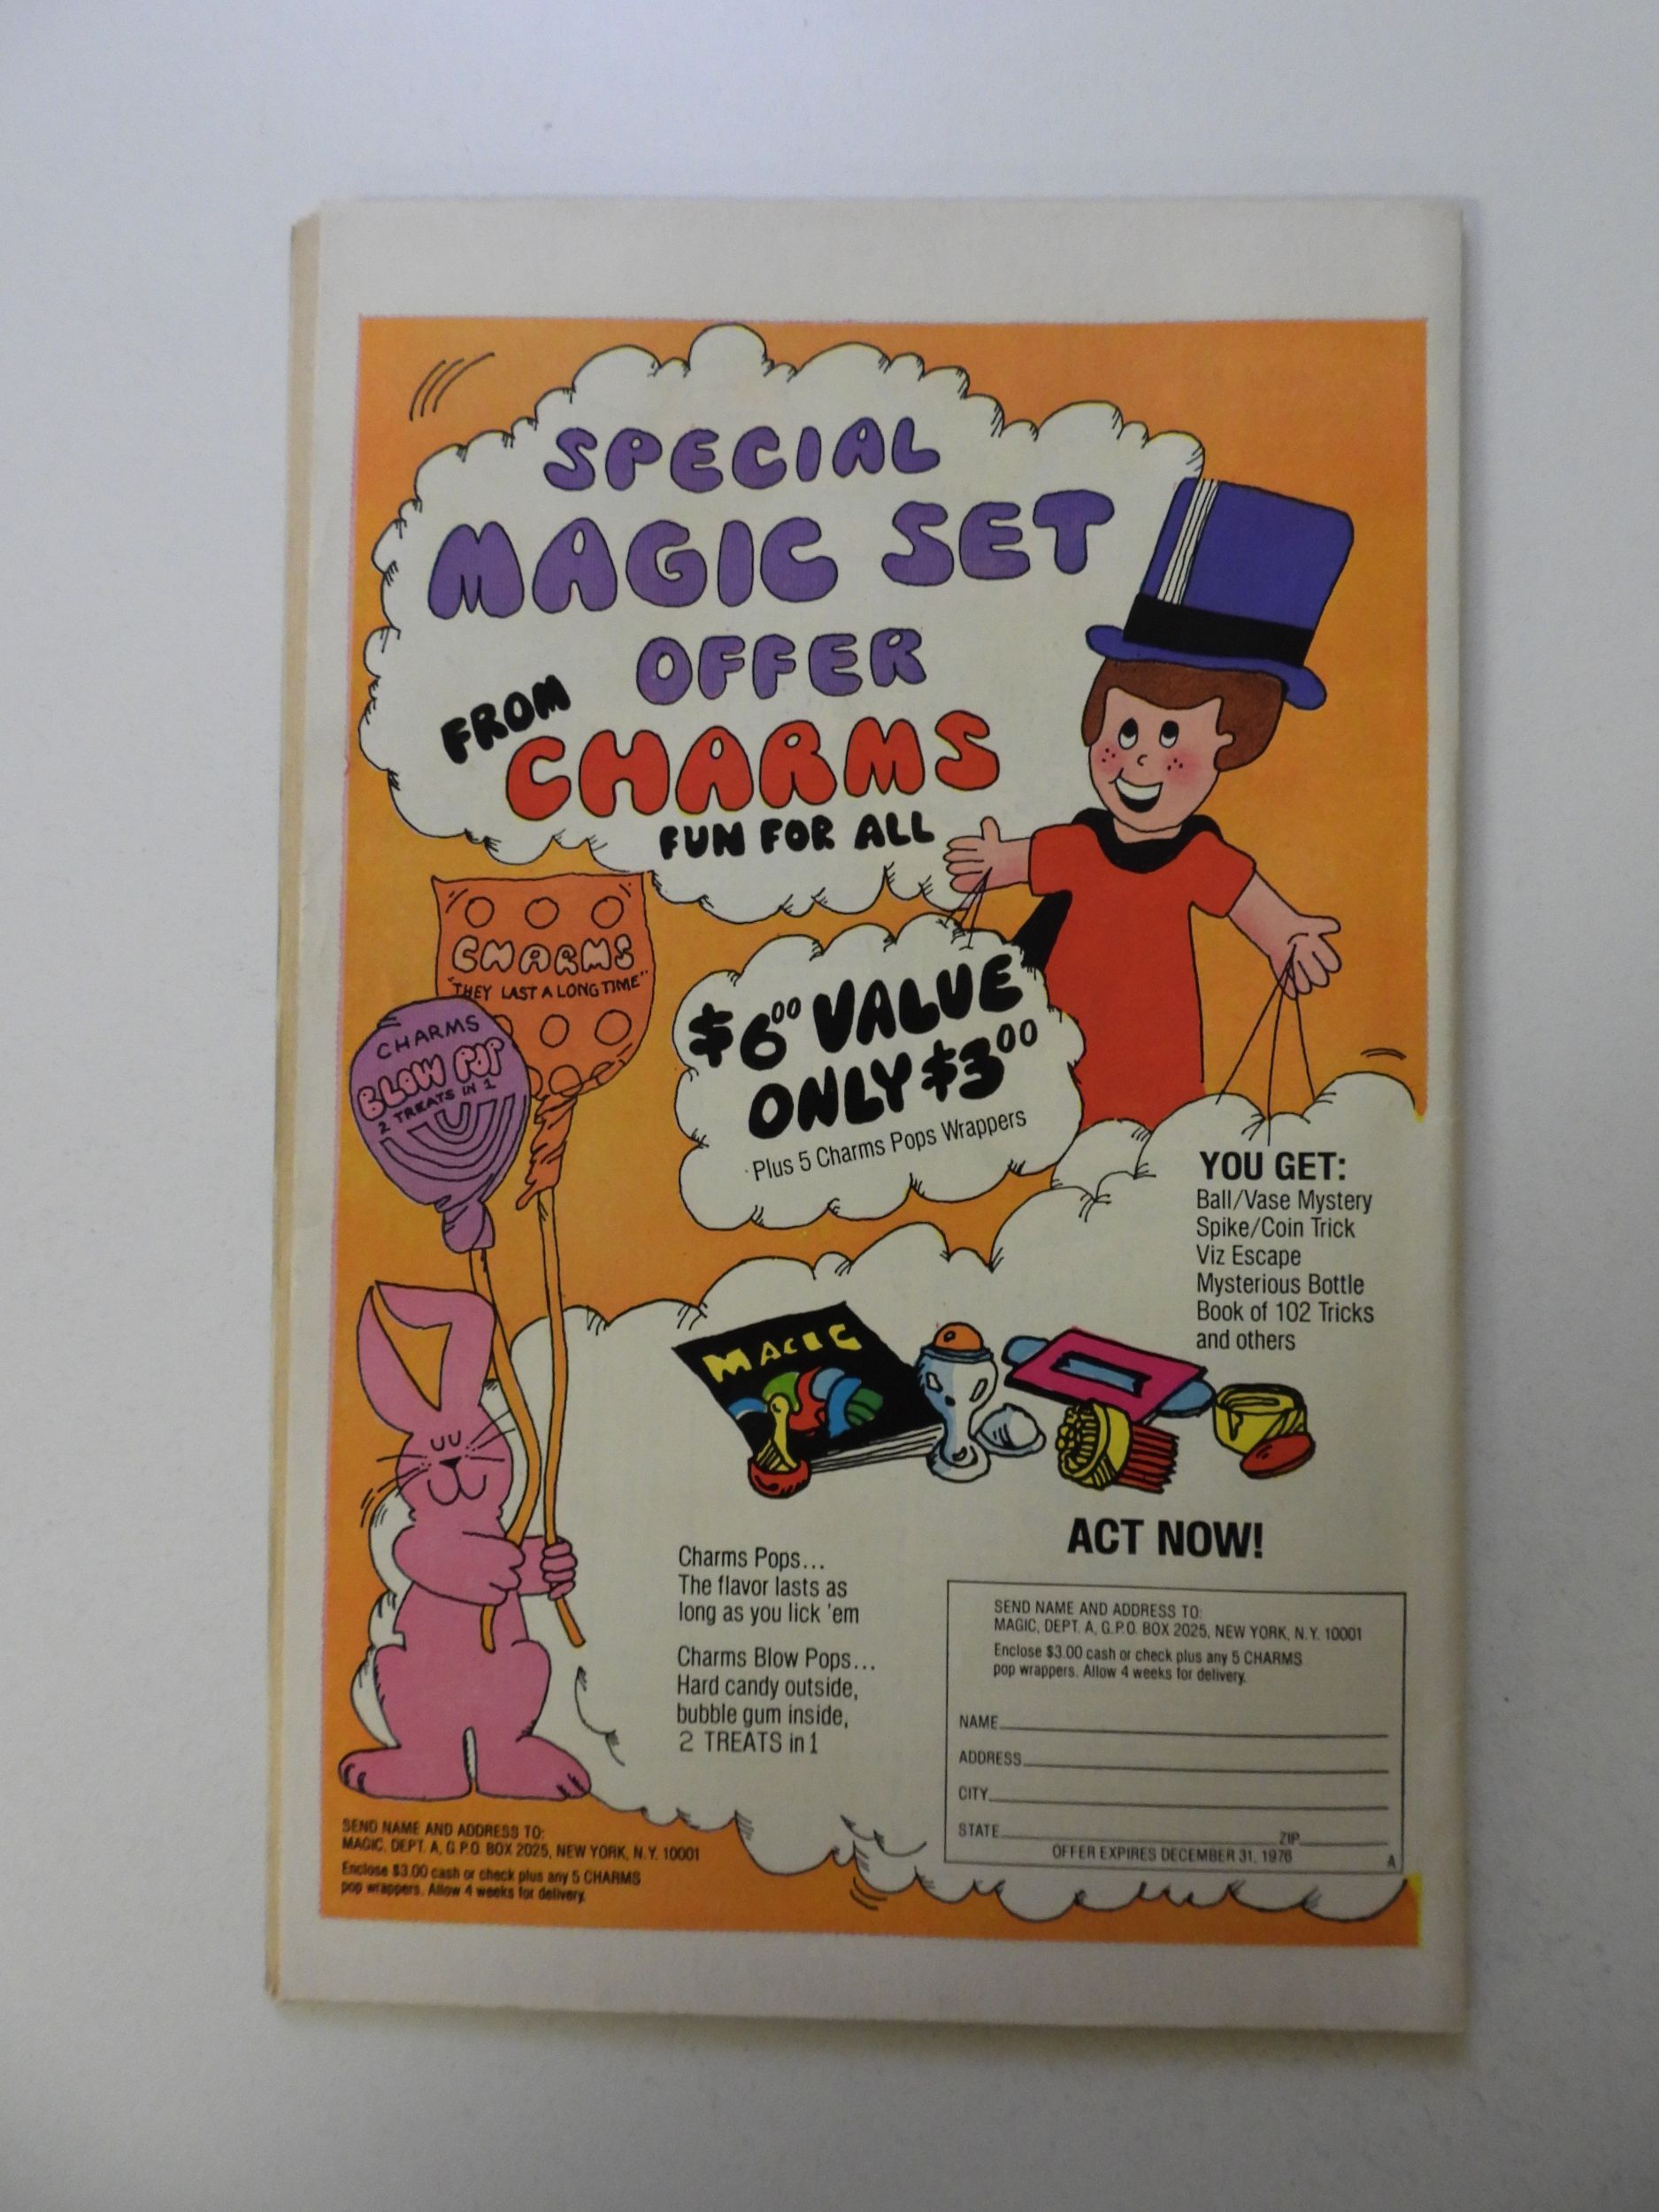 SPECIAL
MAGIC SET
OFFER
FROM
CHARMS
FUN FOR ALL
CHARMS
"THEY LAST A LONG TIME"
CHARMS
BLOW POP
2 TREATS IN 1
$6⁰⁰ VALUE
ONLY $3⁰⁰
Plus 5 Charms Pops Wrappers
YOU GET:
Ball/Vase Mystery
Spike/Coin Trick
Viz Escape
Mysterious Bottle
Book of 102 Tricks
and others
MAGIC
Charms Pops...
The flavor lasts as
long as you lick 'em
Charms Blow Pops...
Hard candy outside,
bubble gum inside,
2 TREATS in 1
ACT NOW!
SEND NAME AND ADDRESS TO:
MAGIC, DEPT. A, G.P.O. BOX 2025, NEW YORK, N.Y. 10001
Enclose $3.00 cash or check plus any 5 CHARMS
pop wrappers. Allow 4 weeks for delivery.
NAME
ADDRESS
CITY
STATE ZIP
OFFER EXPIRES DECEMBER 31, 1976
A
SEND NAME AND ADDRESS TO:
MAGIC, DEPT. A, G.P.O. BOX 2025, NEW YORK, N.Y. 10001
Enclose $3.00 cash or check plus any 5 CHARMS
pop wrappers. Allow 4 weeks for delivery.